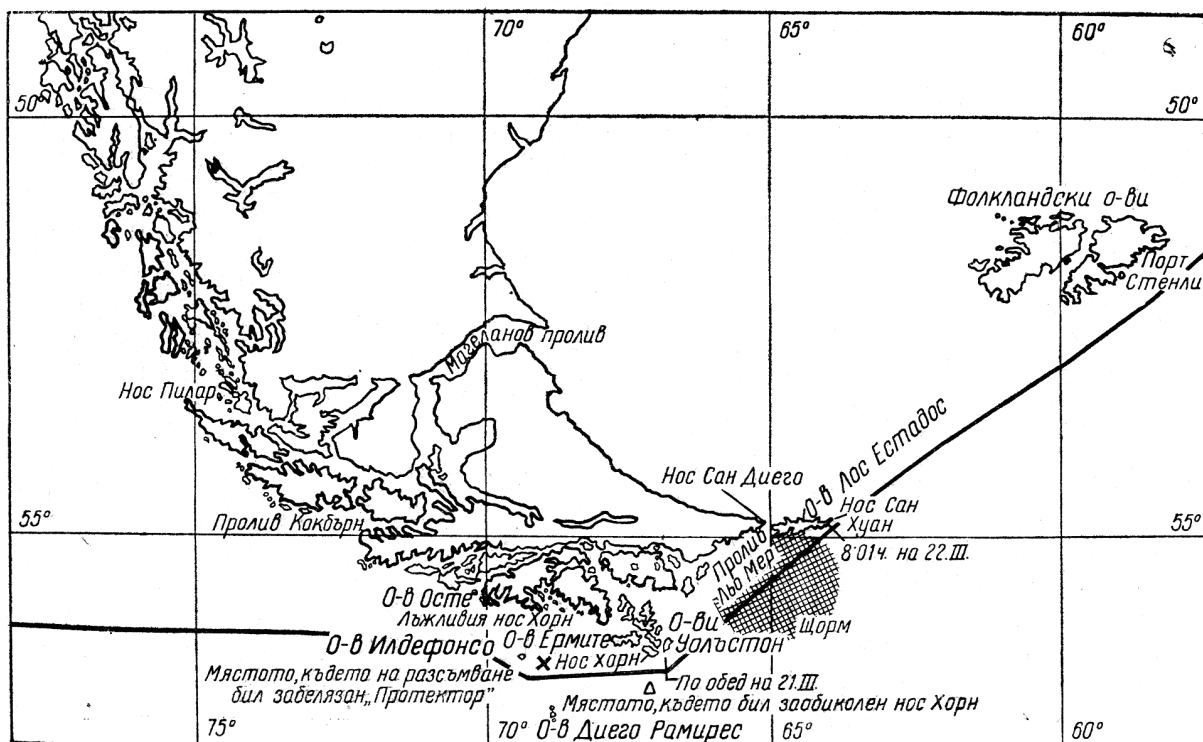 70°
65°
60°
50°
50°
Фолкландски о-ви
Порт
Стенли
Магеланов пролив
Нос Пилар
О-в Лос Естадос
Нос Сан Диего
Нос Сан
Хуан
Пролив Какбърн
55°
55°
8 01ч. на 22.III.
Пролив
Льо Мер
О-в Осте
Лъжливия нос Хорн
О-ви
Уолъстон
Щорм
О-в Ермите
О-в Илдефонсо
Нос Хорн
Мястото, където на разсъмване
бил забелязан „Протектор"
По обед на 21.III.
Мястото, където бил заобиколен нос Хорн
75°
70°
О-в Диего Рамирес
65°
60°